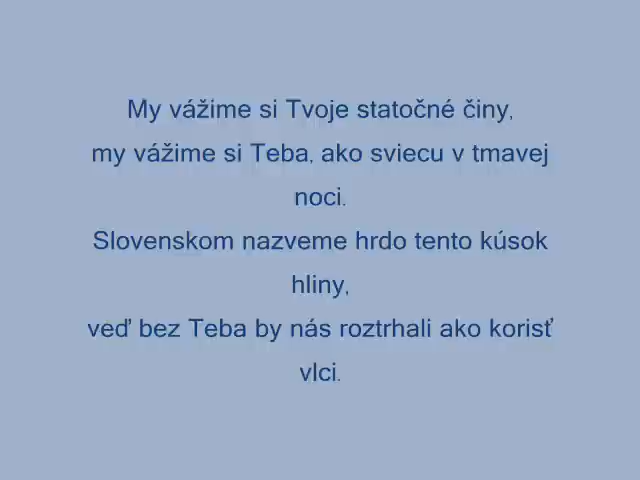 My vážime si Tvoje statočné činy,
my vážime si Teba, ako sviecu v tmavej
noci.
Slovenskom nazveme hrdo tento kúsok
hliny,
veď bez Teba by nás roztrhali ako korisť
vlci.